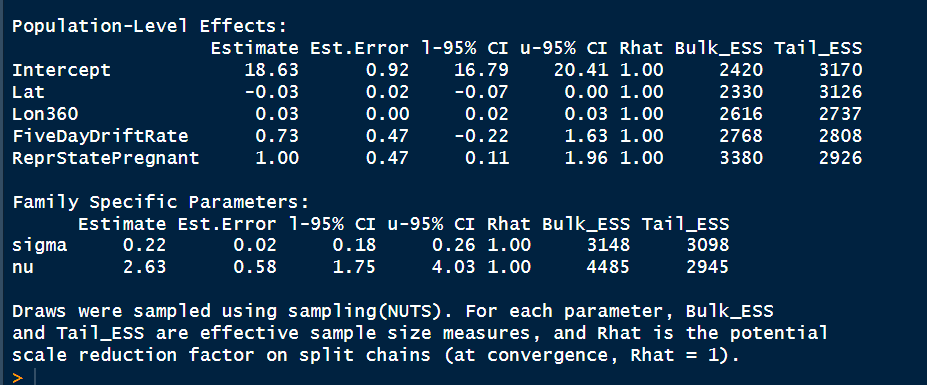 Population-Level Effects:
                   Estimate Est.Error l-95% CI u-95% CI Rhat Bulk_ESS Tail_ESS
Intercept             18.63      0.92    16.79    20.41 1.00     2420     3170
Lat                   -0.03      0.02    -0.07     0.00 1.00     2330     3126
Lon360                 0.03      0.00     0.02     0.03 1.00     2616     2737
FiveDayDriftRate       0.73      0.47    -0.22     1.63 1.00     2768     2808
ReprStatePregnant      1.00      0.47     0.11     1.96 1.00     3380     2926

Family Specific Parameters:
      Estimate Est.Error l-95% CI u-95% CI Rhat Bulk_ESS Tail_ESS
sigma     0.22      0.02     0.18     0.26 1.00     3148     3098
nu        2.63      0.58     1.75     4.03 1.00     4485     2945

Draws were sampled using sampling(NUTS). For each parameter, Bulk_ESS
and Tail_ESS are effective sample size measures, and Rhat is the potential
scale reduction factor on split chains (at convergence, Rhat = 1).
>